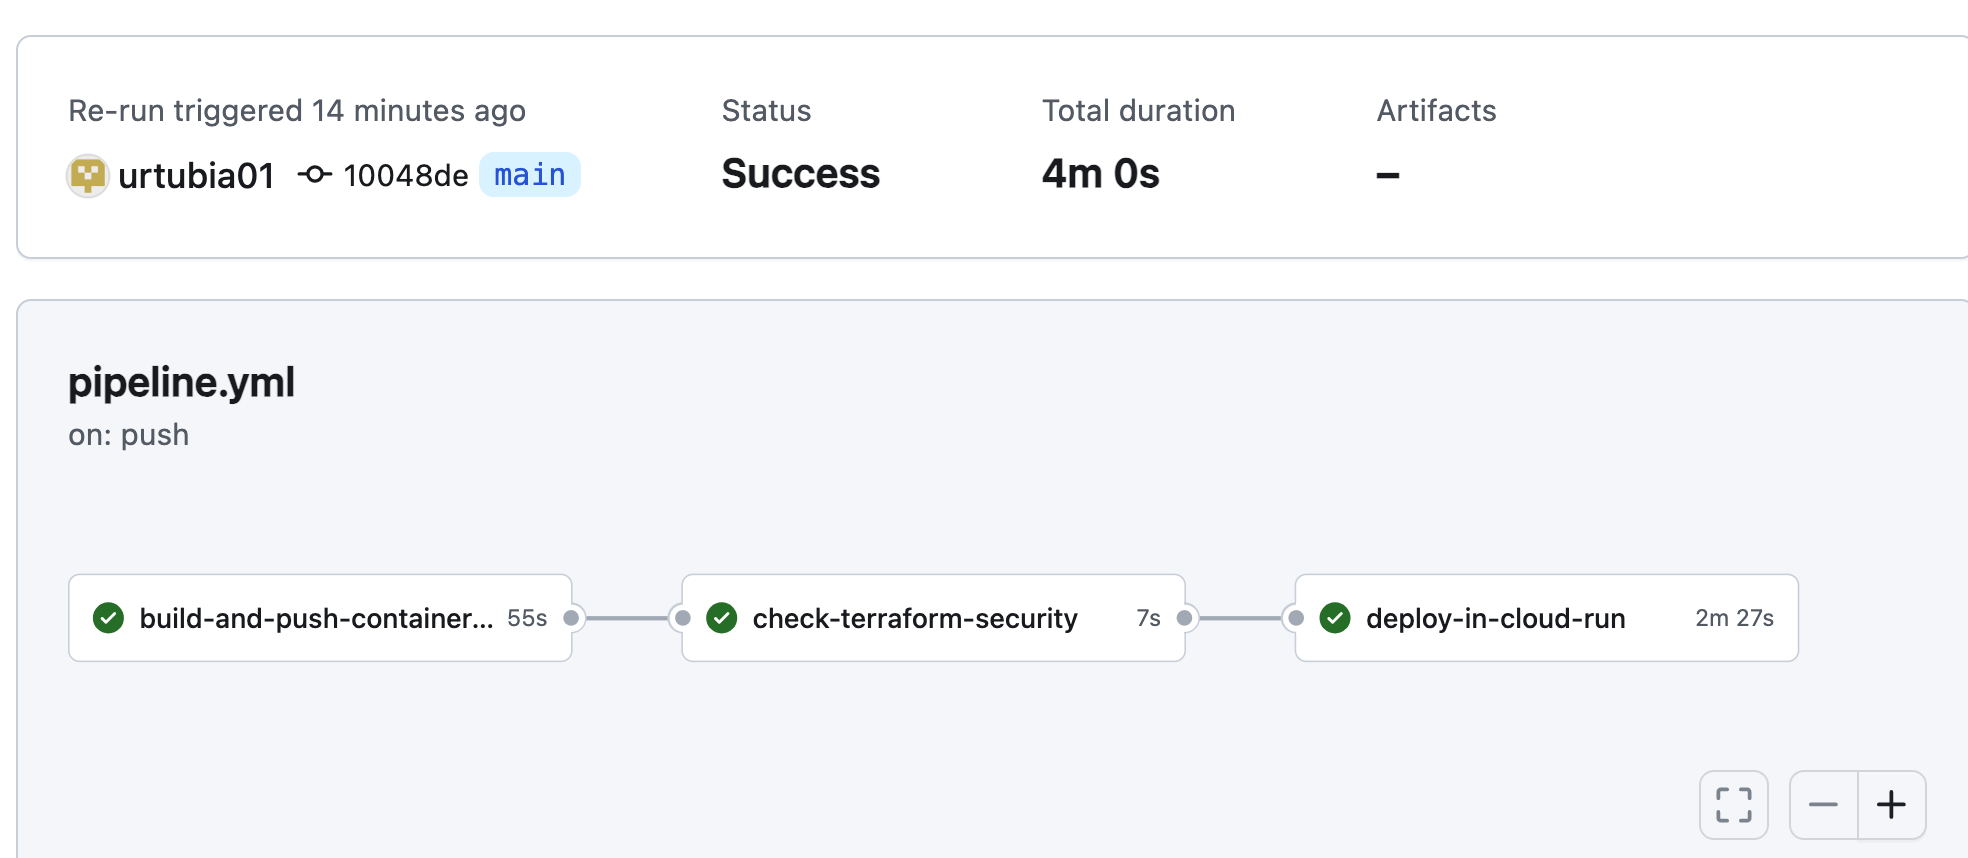 Re-run triggered 14 minutes ago
urtubia01 10048de main
Status
Success
Total duration
4m 0s
Artifacts
–
pipeline.yml
on: push
build-and-push-container... 55s
check-terraform-security 7s
deploy-in-cloud-run 2m 27s